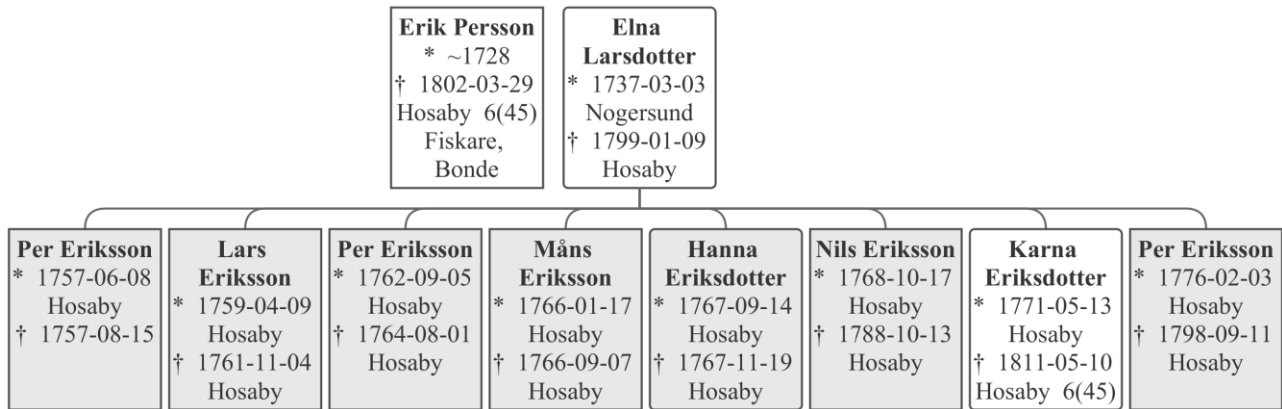 Erik Persson
* ~1728
† 1802-03-29
Hosaby 6(45)
Fiskare,
Bonde
Elna
Larsdotter
* 1737-03-03
Nogersund
† 1799-01-09
Hosaby
Per Eriksson
* 1757-06-08
Hosaby
† 1757-08-15
Lars
Eriksson
* 1759-04-09
Hosaby
† 1761-11-04
Hosaby
Per Eriksson
* 1762-09-05
Hosaby
† 1764-08-01
Hosaby
Måns
Eriksson
* 1766-01-17
Hosaby
† 1766-09-07
Hosaby
Hanna
Eriksdotter
* 1767-09-14
Hosaby
† 1767-11-19
Hosaby
Nils Eriksson
* 1768-10-17
Hosaby
† 1788-10-13
Hosaby
Karna
Eriksdotter
* 1771-05-13
Hosaby
† 1811-05-10
Hosaby 6(45)
Per Eriksson
* 1776-02-03
Hosaby
† 1798-09-11
Hosaby